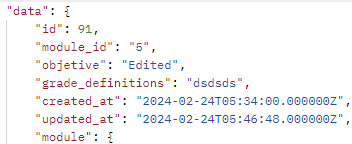 "data": {
"id": 91,
"module_id": "5",
"objetive": "Edited",
"grade_definitions": "dsdsds",
"created_at": "2024-02-24T05:34:00.000000Z",
"updated_at": "2024-02-24T05:46:48.000000Z",
"module": {